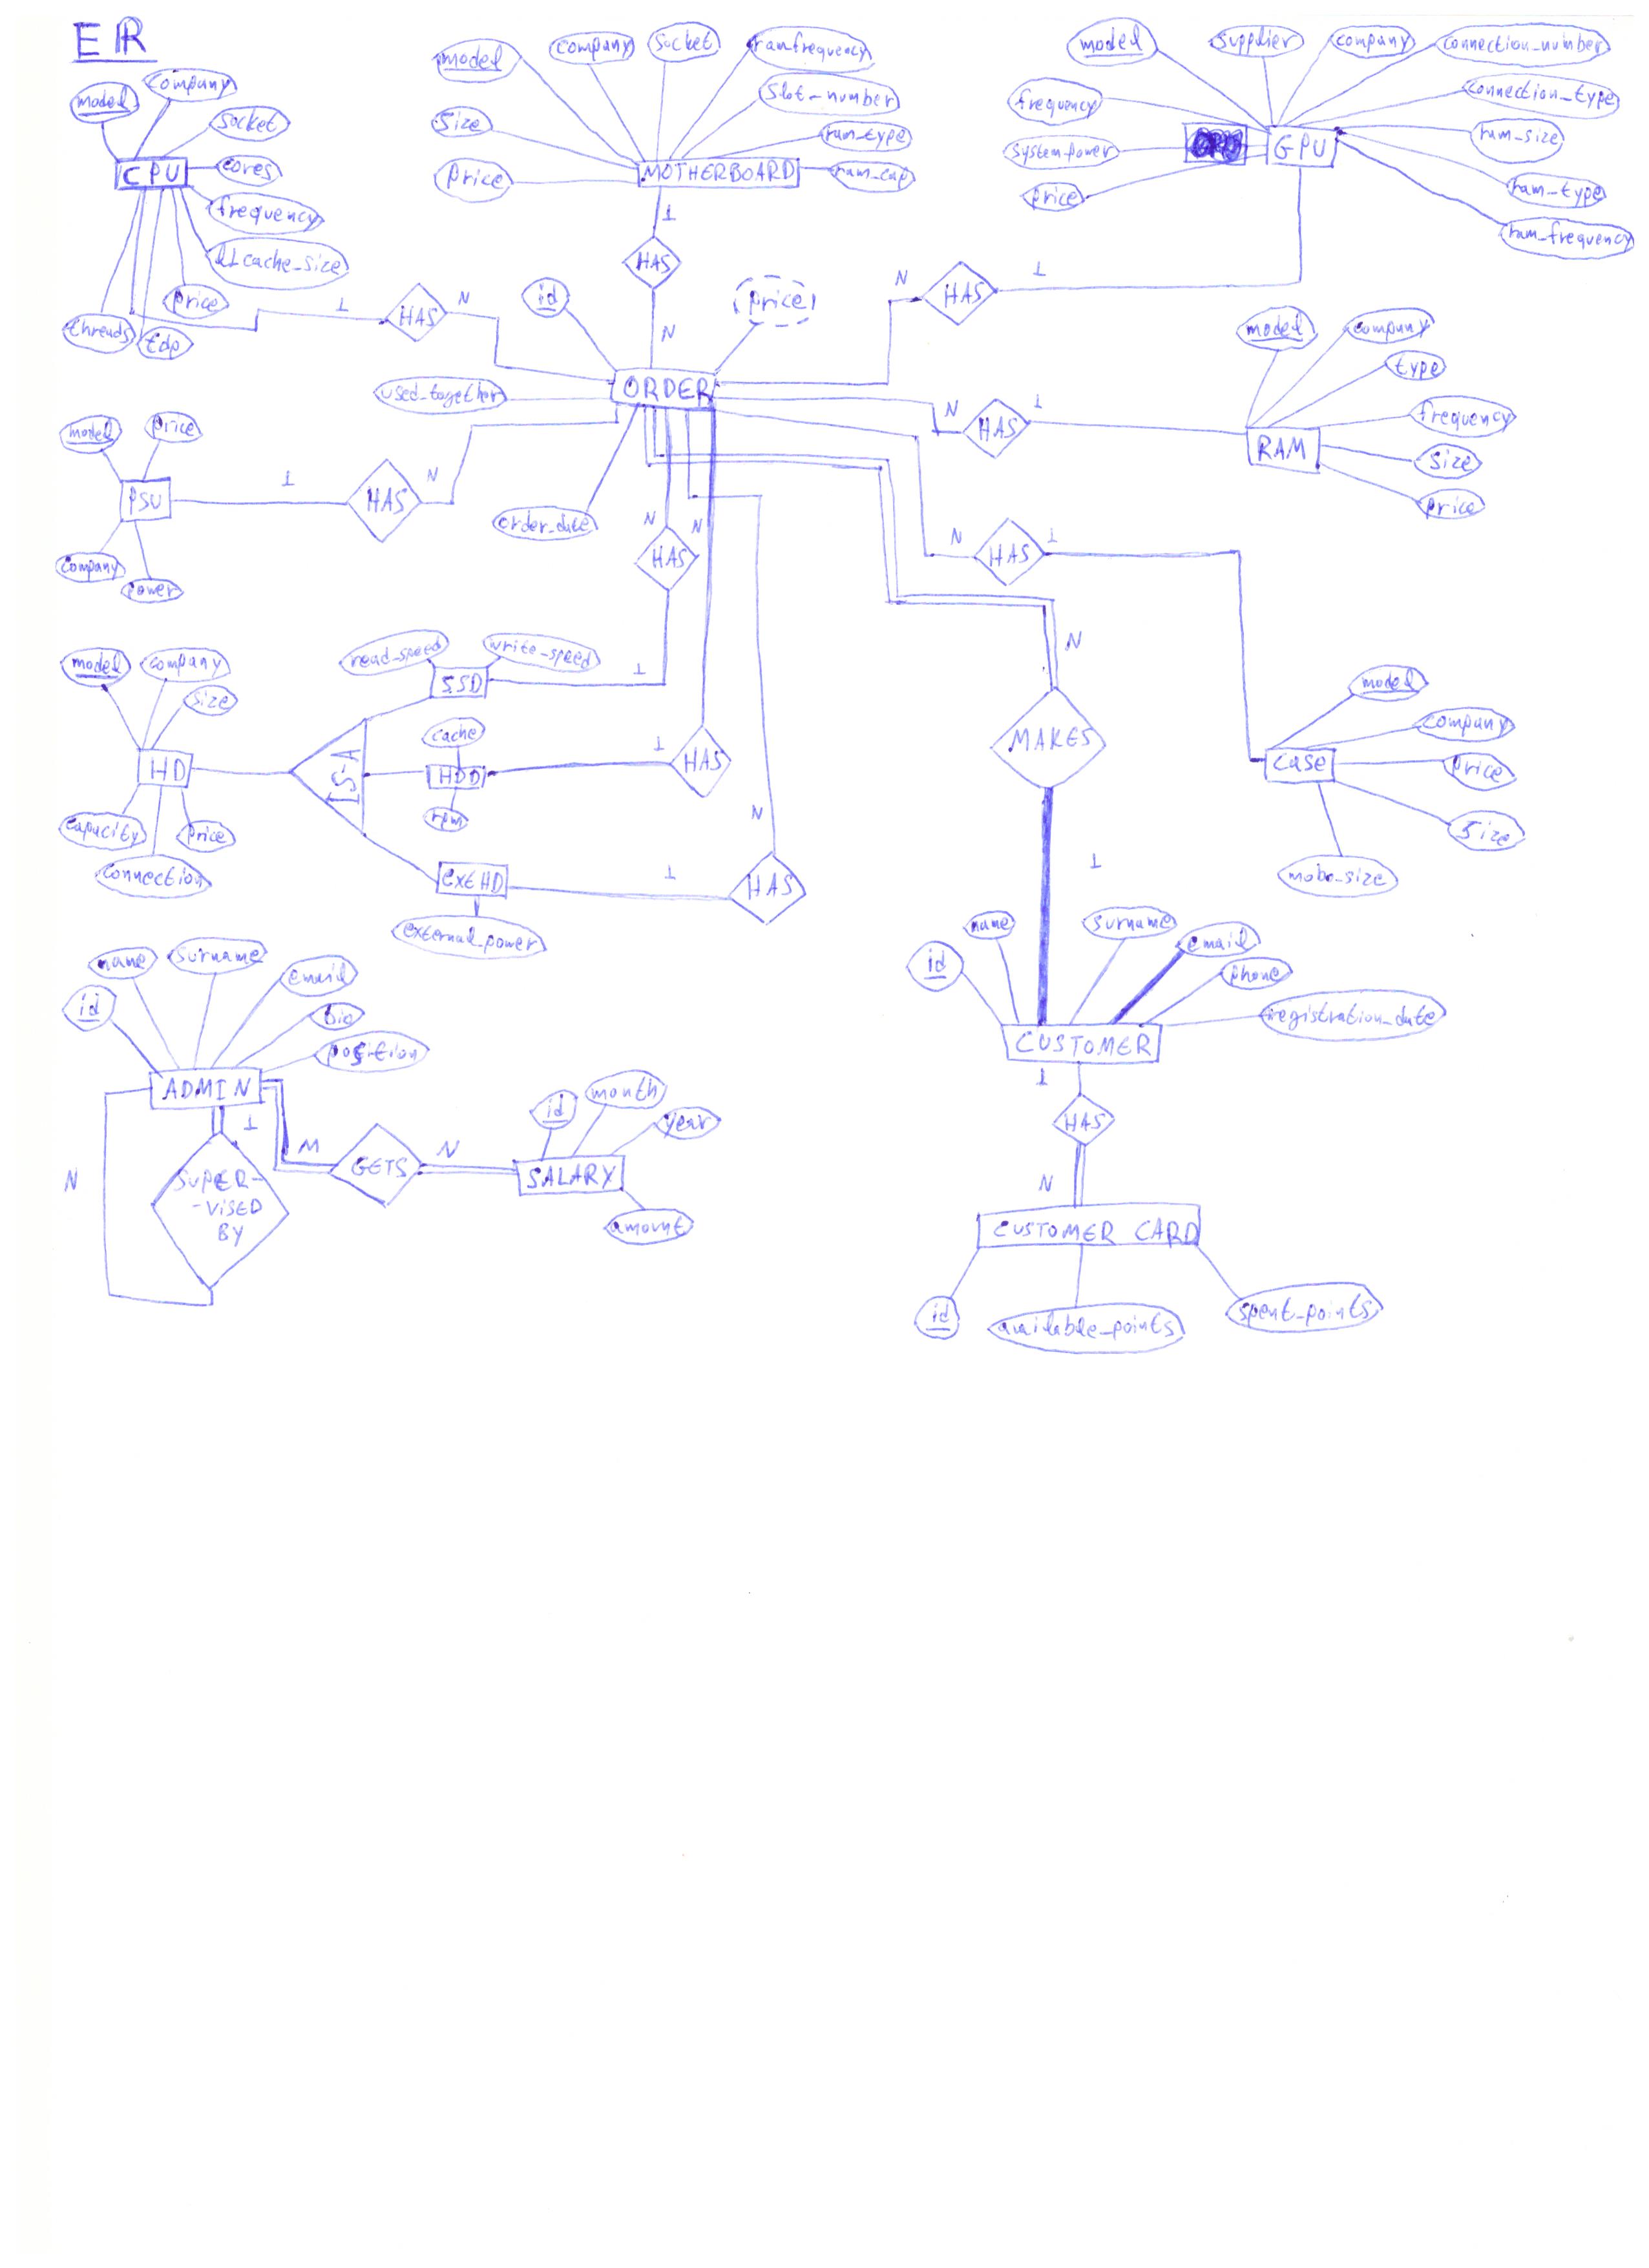 ER
model
company
socket
cores
frequency
L1cache_size
price
tdp
threads
CPU
model
company
socket
ramfrequency
slot_number
ram_type
ram_cap
size
price
MOTHERBOARD
model
supplier
company
connection_number
connection_type
ram_size
ram_type
ram_frequency
frequency
system_power
price
GPU
1
HAS
N
1
HAS
N
N
HAS
1
id
price
used_together
order_date
ORDER
N
HAS
1
model
company
type
frequency
size
price
RAM
model
price
PSU
company
power
1
HAS
N
N
HAS
1
N
HAS
1
N
HAS
1
N
HAS
1
model
company
price
size
mobo_size
case
model
company
size
HD
capacity
price
connection
IS-A
read_speed
write_speed
SSD
cache
HDD
rpm
extHD
external_power
N
MAKES
1
id
name
surname
email
phone
registration_date
CUSTOMER
1
HAS
N
CUSTOMER CARD
id
available_points
spent_points
id
name
surname
email
bio
position
ADMIN
1
N
SUPER-
-VISED
BY
M
GETS
N
id
month
year
SALARY
amount